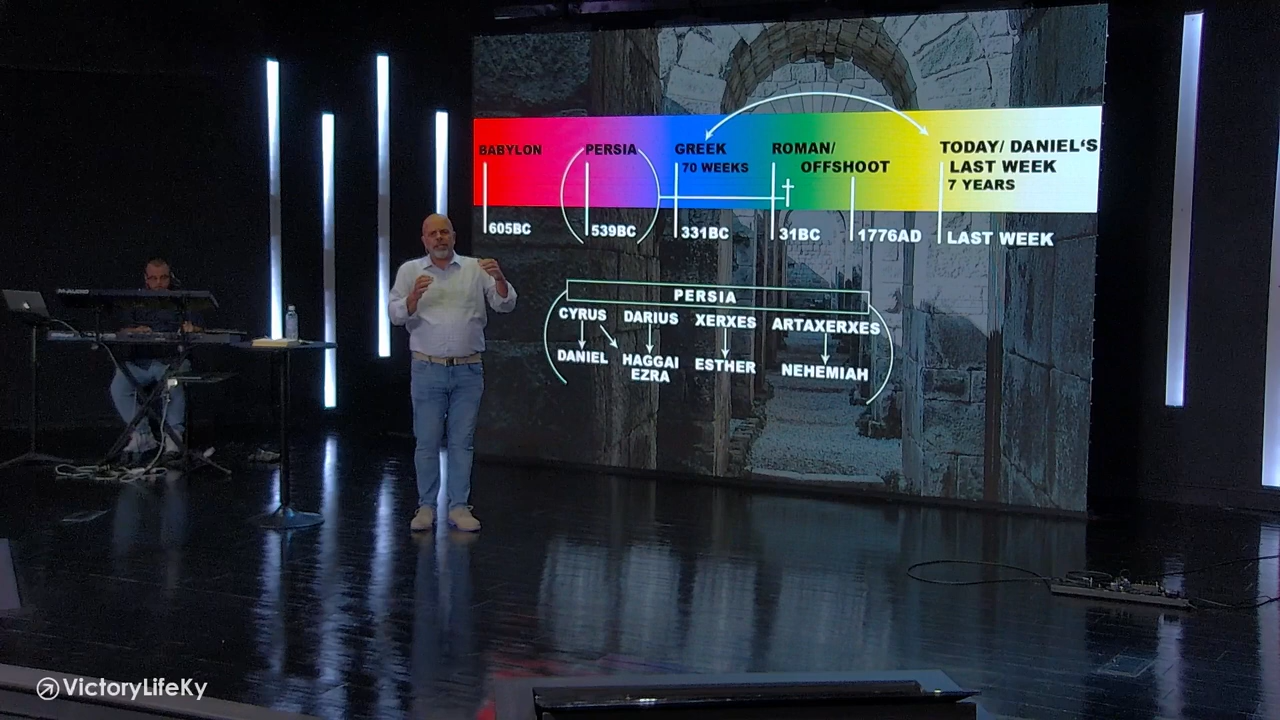 BABYLON
PERSIA
GREEK
70 WEEKS
ROMAN/
OFFSHOOT
TODAY/ DANIEL'S
LAST WEEK
7 YEARS
605BC
539BC
331BC
31BC
1776AD
LAST WEEK
PERSIA
CYRUS DARIUS XERXES ARTAXERXES
DANIEL HAGGAI ESTHER NEHEMIAH
EZRA
M-AUDIO
VictoryLifeKy